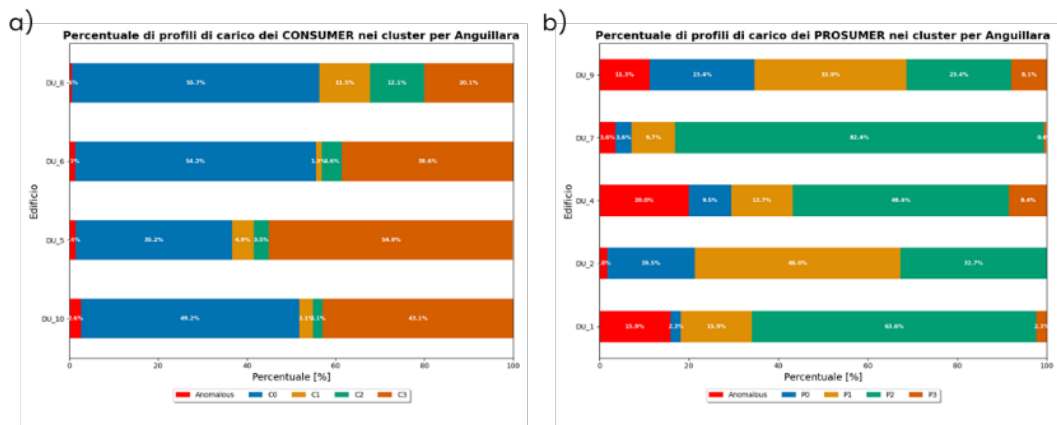 a)
Percentuale di profili di carico dei CONSUMER nei cluster per Anguillara
Edificio
DU_8
11.5% 12.1% 20.1%
DU_6
54.2% 38.6%
DU_5
4.9% 3.5% 54.9%
DU_10
2.6% 49.2% 3.1% 43.1%
0 20 40 60 80 100
Percentuale [%]
Anomalous C0 C1 C2 C3
b)
Percentuale di profili di carico dei PROSUMER nei cluster per Anguillara
Edificio
DU_9
11.3% 23.4% 33.9% 23.4% 8.1%
DU_7
3.6% 3.6% 9.7% 82.4%
DU_4
20.0% 9.5% 13.7% 48.4% 8.4%
DU_2
19.5% 46.0% 32.7%
DU_1
15.9% 2.3% 15.9% 63.6% 2.3%
0 20 40 60 80 100
Percentuale [%]
Anomalous P0 P1 P2 P3